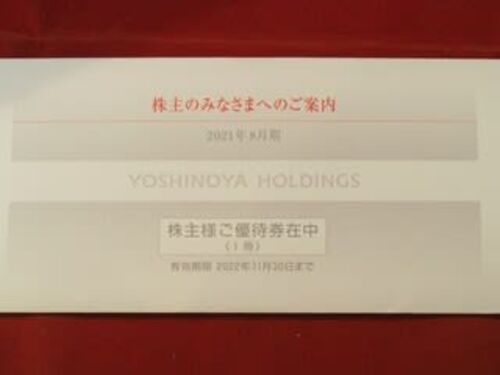 株主のみなさまへのご案内
2021年8月期
YOSHINOYA HOLDINGS
株主様ご優待券在中
(1冊)
有効期限 2022年11月30日まで